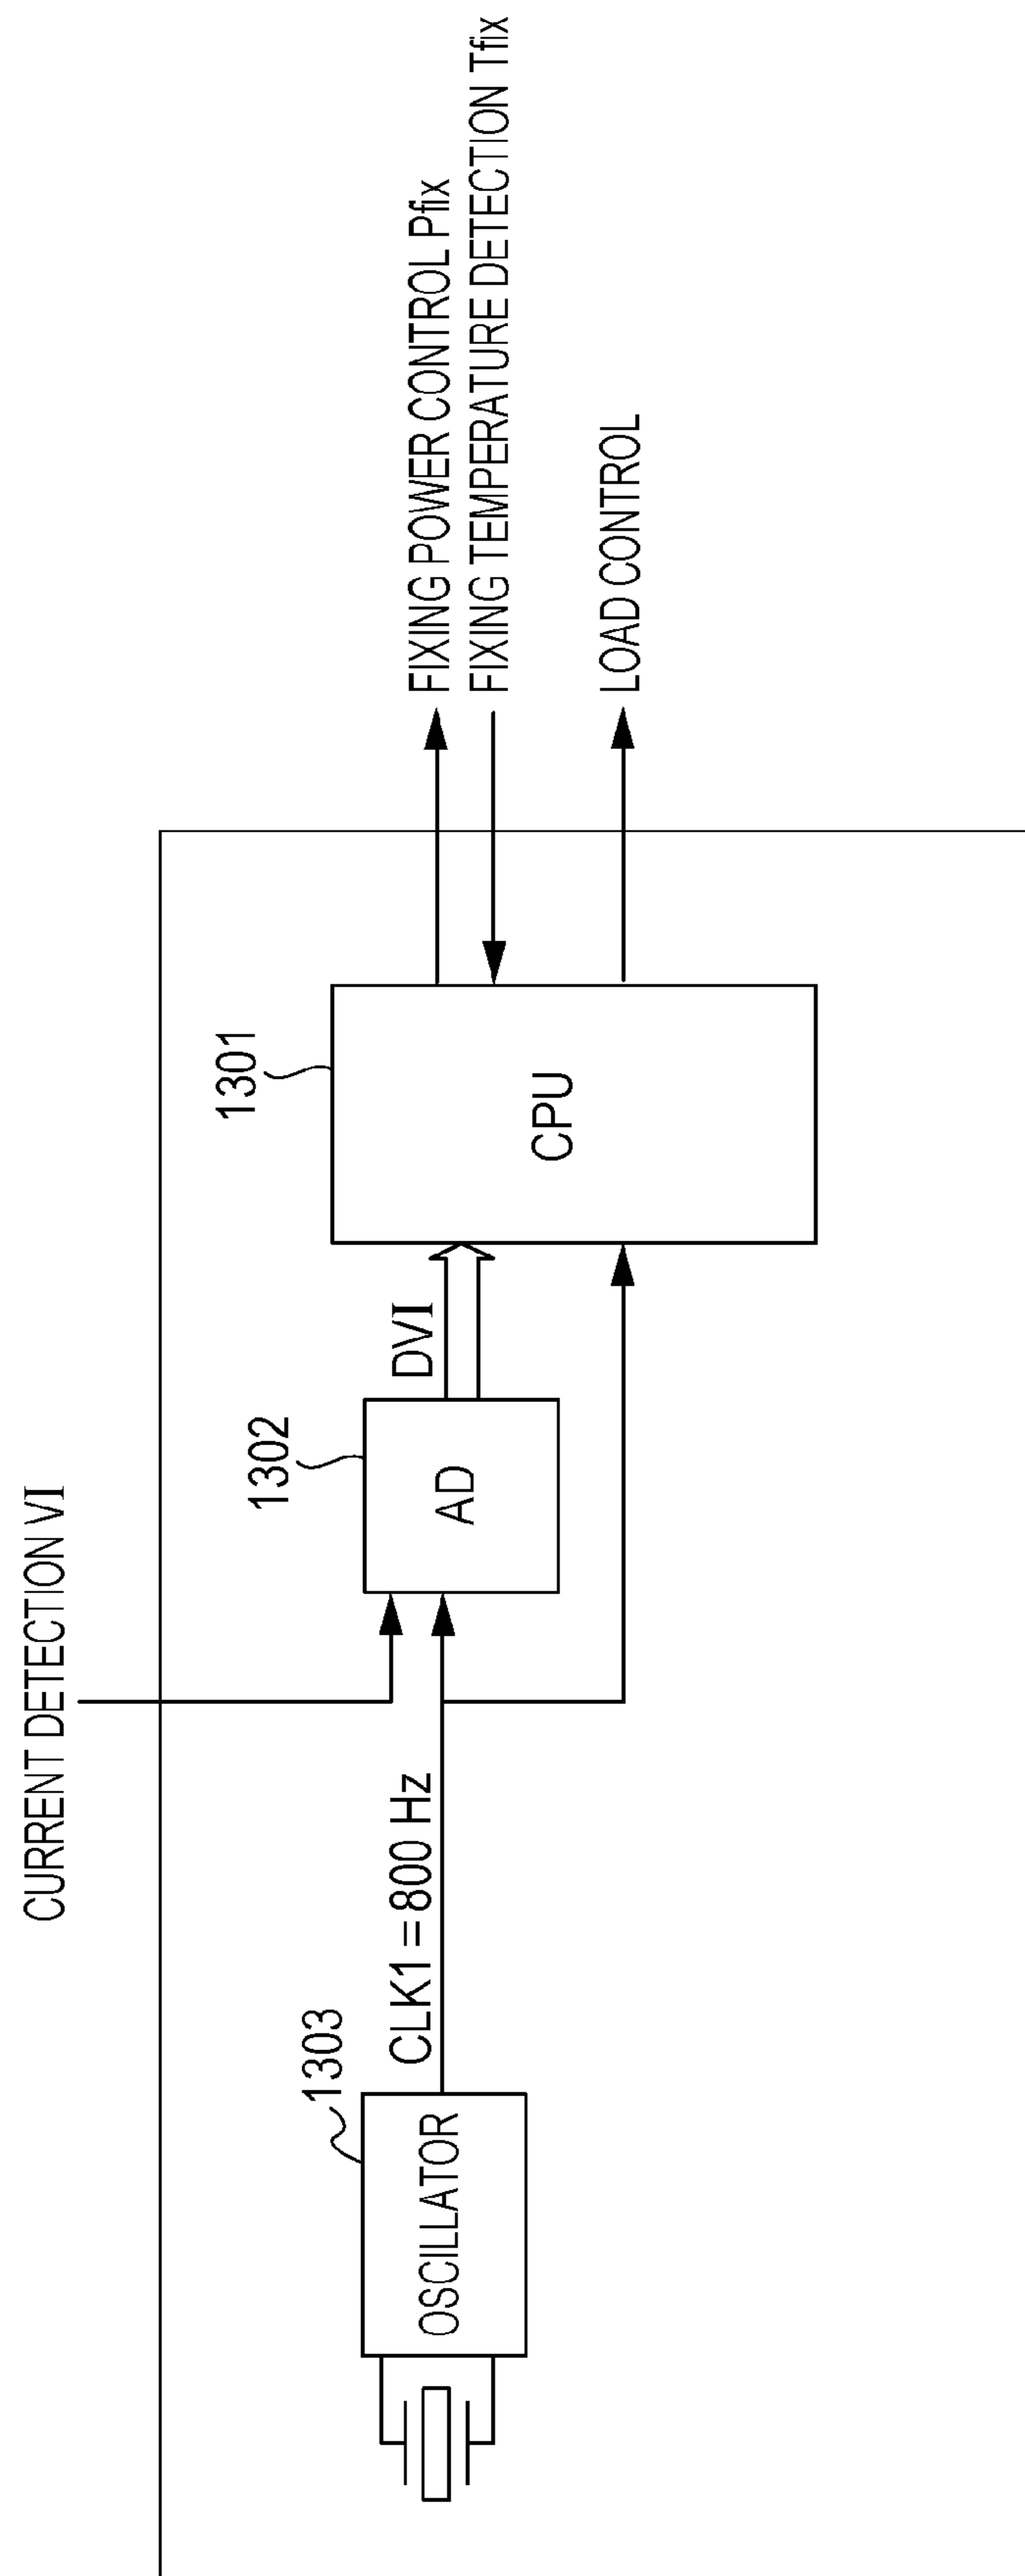 CURRENT DETECTION VI
1303
OSCILLATOR
CLK1 = 800 Hz
1302
AD
DVI
1301
CPU
FIXING POWER CONTROL Pfix
FIXING TEMPERATURE DETECTION Tfix
LOAD CONTROL